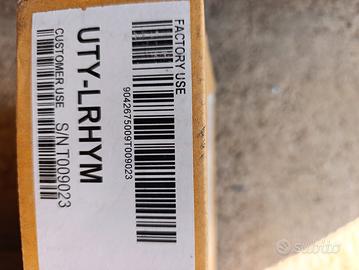 FACTORY USE
9042675009T009023
UTY-LRHYM
CUSTOMER USE
S/N T009023
subito